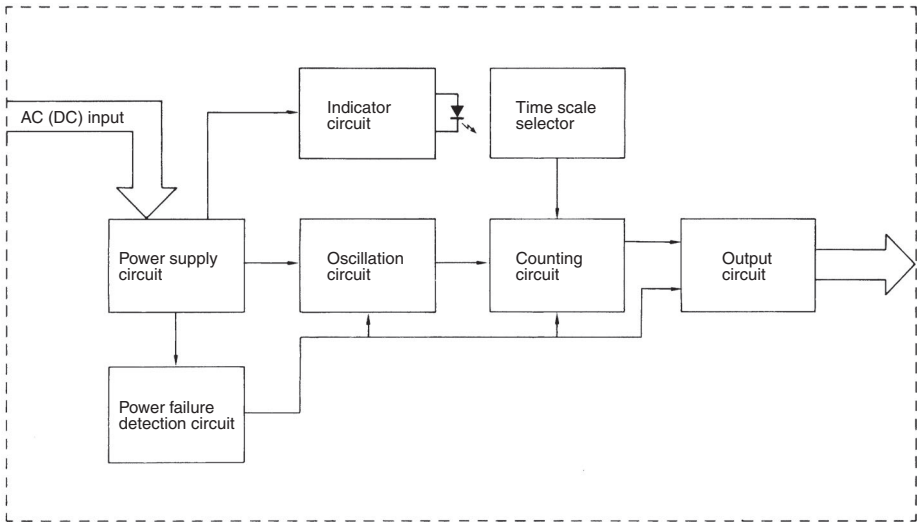 AC (DC) input
Indicator
circuit
Time scale
selector
Power supply
circuit
Oscillation
circuit
Counting
circuit
Output
circuit
Power failure
detection circuit